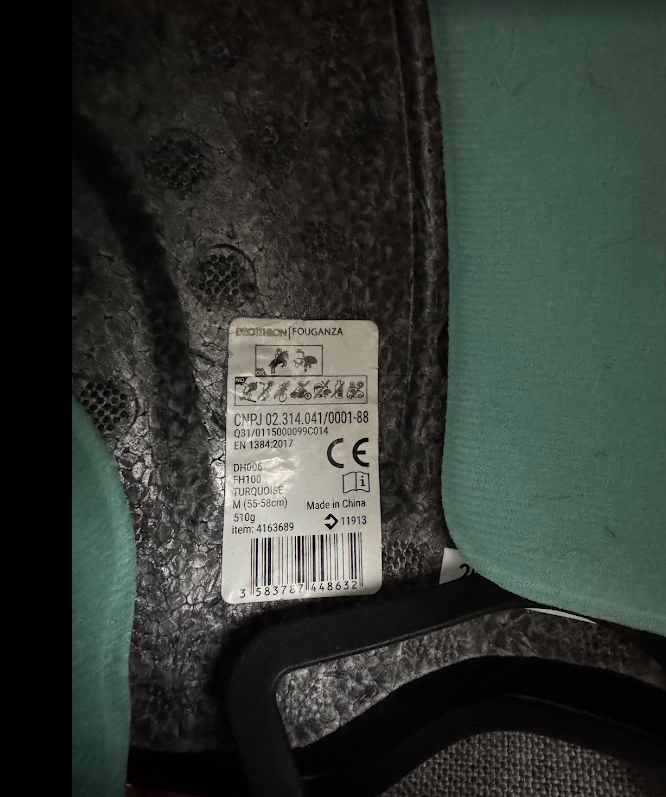 DECATHLON | FOUGANZA
OK
NO
CNPJ 02.314.041/0001-88
Q31/0115000099C014
EN 1384:2017
CE
DH006
FH100
TURQUOISE
M (55-58cm)
Made in China
510g
11913
item: 4163689
3 583787 448632